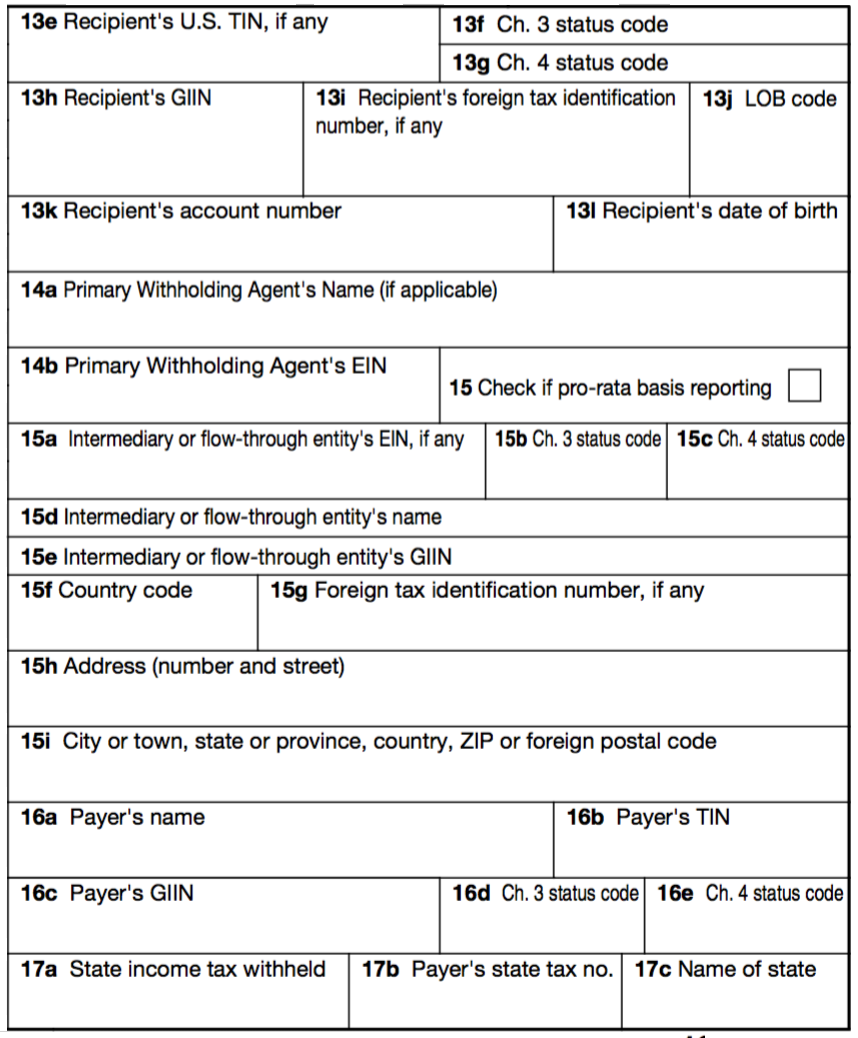 13e Recipient's U.S. TIN, if any
13f Ch. 3 status code
13g Ch. 4 status code
13h Recipient's GIIN
13i Recipient's foreign tax identification
number, if any
13j LOB code
13k Recipient's account number
13l Recipient's date of birth
14a Primary Withholding Agent's Name (if applicable)
14b Primary Withholding Agent's EIN
15 Check if pro-rata basis reporting
15a Intermediary or flow-through entity's EIN, if any
15b Ch. 3 status code
15c Ch. 4 status code
15d Intermediary or flow-through entity's name
15e Intermediary or flow-through entity's GIIN
15f Country code
15g Foreign tax identification number, if any
15h Address (number and street)
15i City or town, state or province, country, ZIP or foreign postal code
16a Payer's name
16b Payer's TIN
16c Payer's GIIN
16d Ch. 3 status code
16e Ch. 4 status code
17a State income tax withheld
17b Payer's state tax no.
17c Name of state